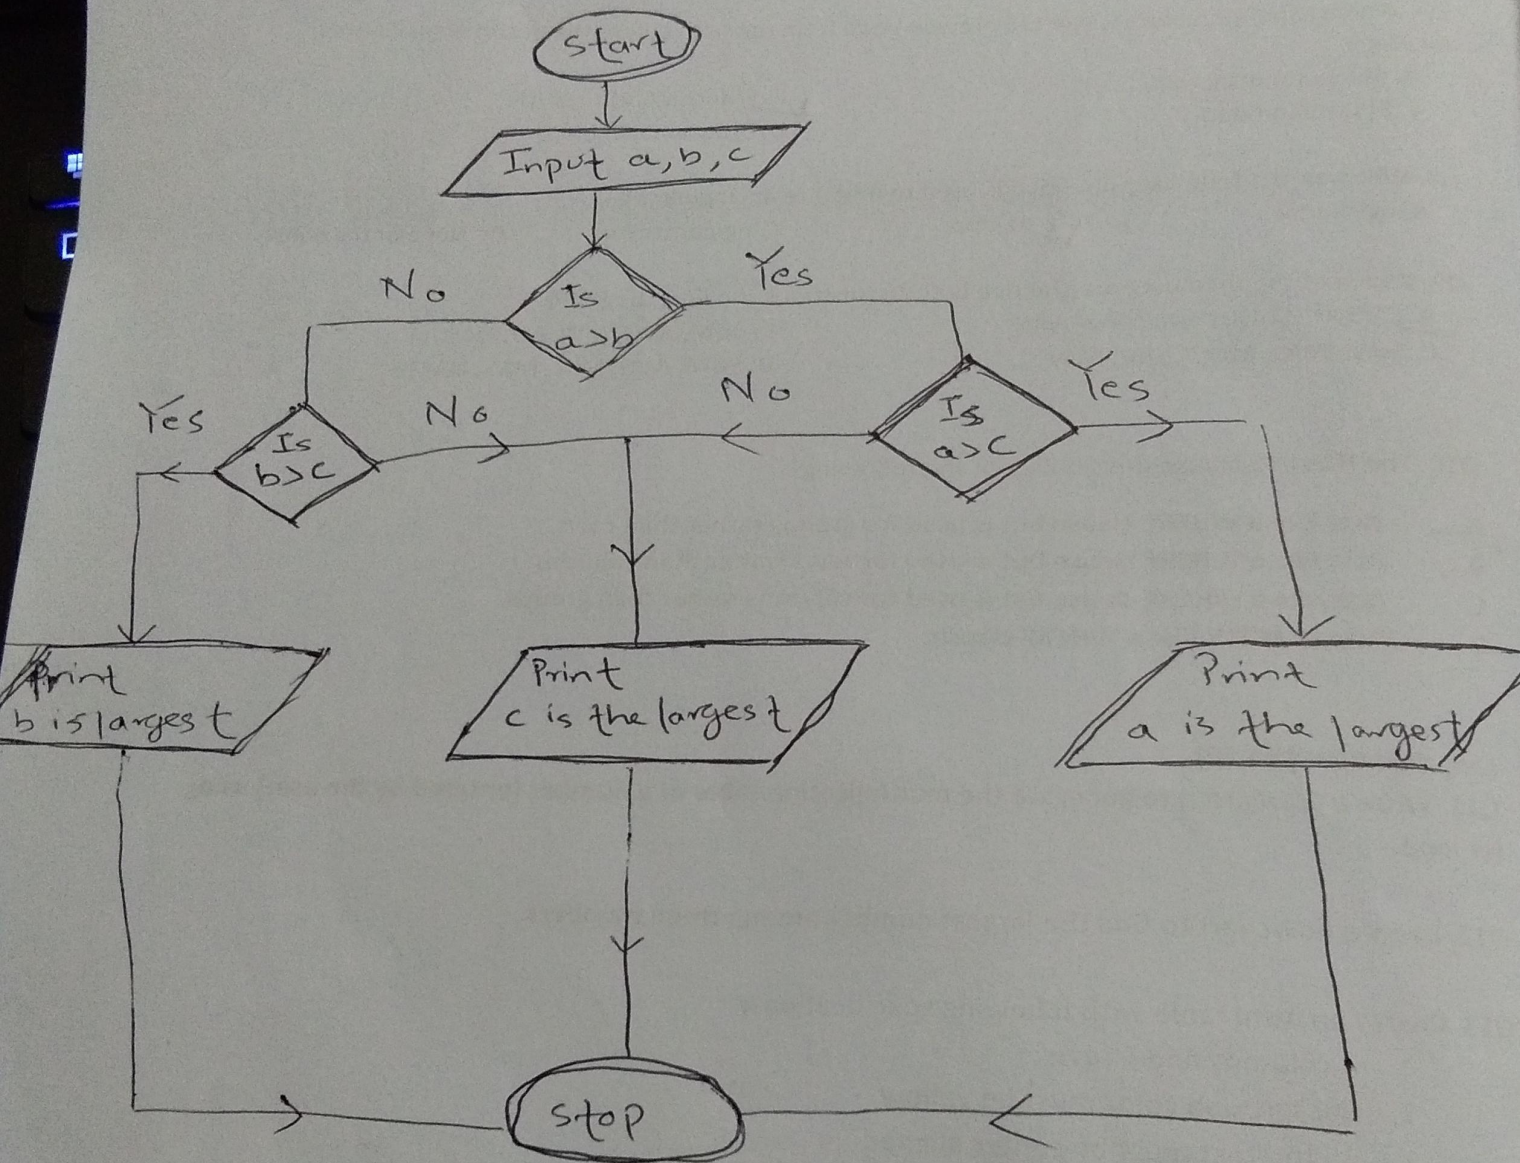 Start
Input a, b, c
Is
a>b
No
Yes
Is
b>c
Yes
No
Is
a>c
No
Yes
Print
b is largest
Print
c is the largest
Print
a is the largest
Stop